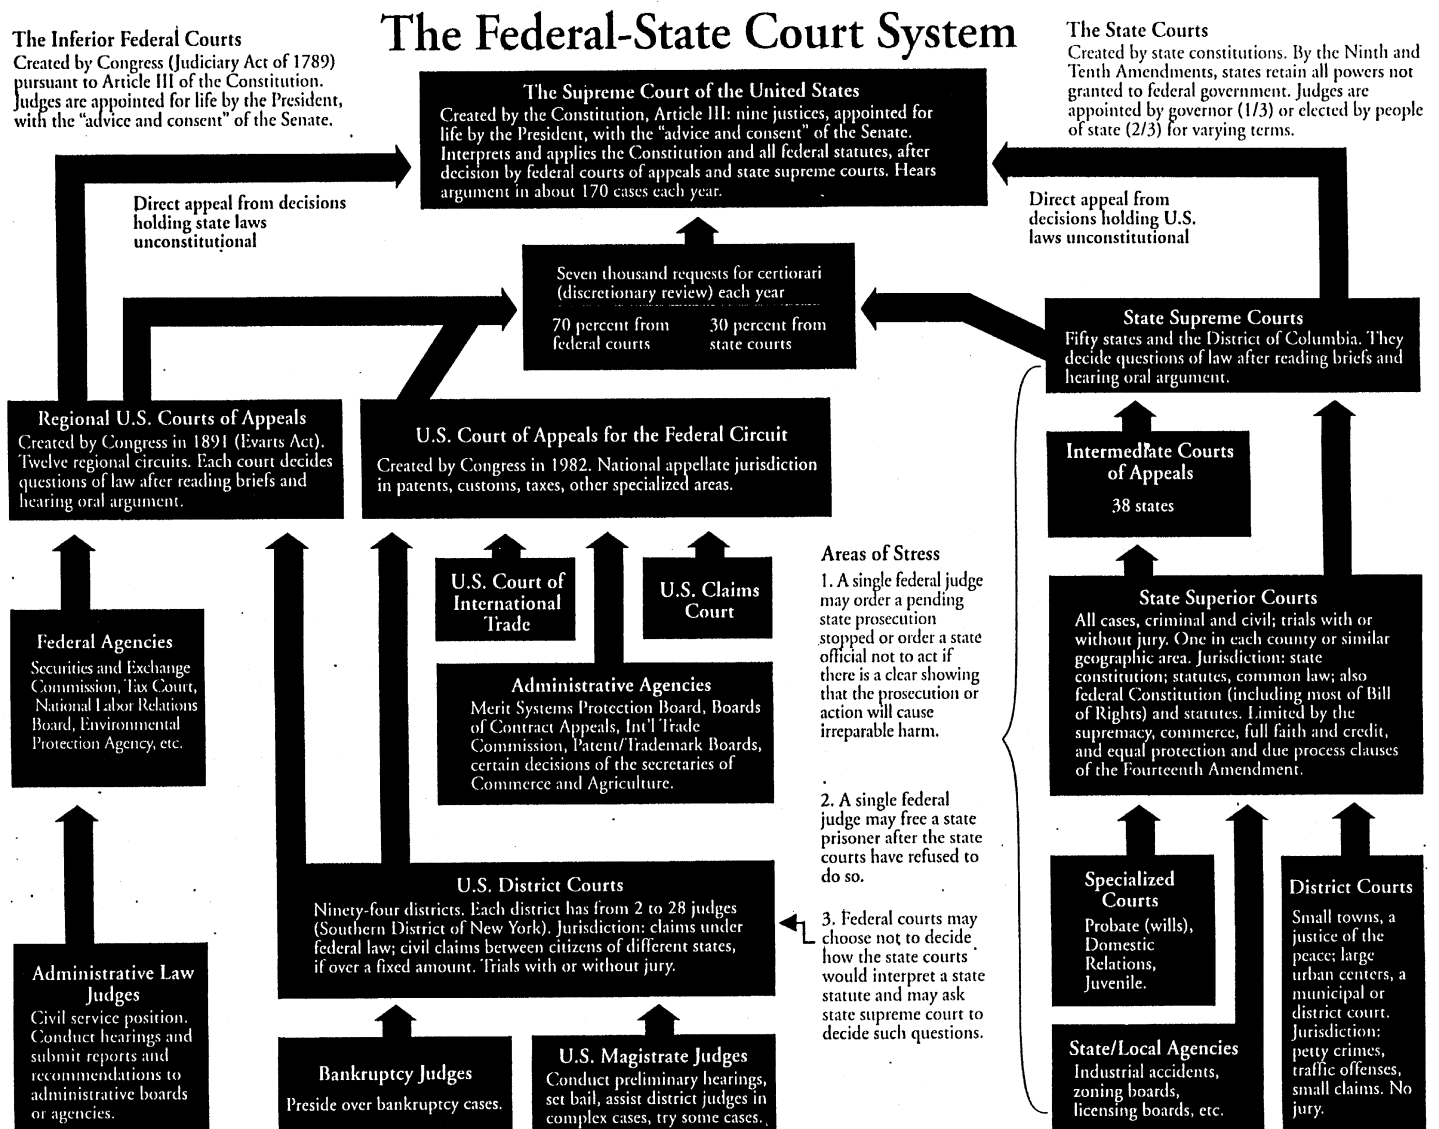 The Federal-State Court System
The Inferior Federal Courts
Created by Congress (Judiciary Act of 1789)
pursuant to Article III of the Constitution.
Judges are appointed for life by the President,
with the “advice and consent” of the Senate.
The State Courts
Created by state constitutions. By the Ninth and
Tenth Amendments, states retain all powers not
granted to federal government. Judges are
appointed by governor (1/3) or elected by people
of state (2/3) for varying terms.
The Supreme Court of the United States
Created by the Constitution, Article III: nine justices, appointed for
life by the President, with the “advice and consent” of the Senate.
Interprets and applies the Constitution and all federal statutes, after
decision by federal courts of appeals and state supreme courts. Hears
argument in about 170 cases each year.
Direct appeal from decisions
holding state laws
unconstitutional
Direct appeal from
decisions holding U.S.
laws unconstitutional
Seven thousand requests for certiorari
(discretionary review) each year
70 percent from
federal courts
30 percent from
state courts
State Supreme Courts
Fifty states and the District of Columbia. They
decide questions of law after reading briefs and
hearing oral argument.
Regional U.S. Courts of Appeals
Created by Congress in 1891 (Evarts Act).
Twelve regional circuits. Each court decides
questions of law after reading briefs and
hearing oral argument.
U.S. Court of Appeals for the Federal Circuit
Created by Congress in 1982. National appellate jurisdiction
in patents, customs, taxes, other specialized areas.
Intermediate Courts
of Appeals
38 states
U.S. Court of
International
Trade
U.S. Claims
Court
Areas of Stress
1. A single federal judge
may order a pending
state prosecution
stopped or order a state
official not to act if
there is a clear showing
that the prosecution or
action will cause
irreparable harm.
2. A single federal
judge may free a state
prisoner after the state
courts have refused to
do so.
3. Federal courts may
choose not to decide
how the state courts
would interpret a state
statute and may ask
state supreme court to
decide such questions.
State Superior Courts
All cases, criminal and civil; trials with or
without jury. One in each county or similar
geographic area. Jurisdiction: state
constitution; statutes, common law; also
federal Constitution (including most of Bill
of Rights) and statutes. Limited by the
supremacy, commerce, full faith and credit,
and equal protection and due process clauses
of the Fourteenth Amendment.
Federal Agencies
Securities and Exchange
Commission, Tax Court,
National Labor Relations
Board, Environmental
Protection Agency, etc.
Administrative Agencies
Merit Systems Protection Board, Boards
of Contract Appeals, Int'l Trade
Commission, Patent/Trademark Boards,
certain decisions of the secretaries of
Commerce and Agriculture.
U.S. District Courts
Ninety-four districts. Each district has from 2 to 28 judges
(Southern District of New York). Jurisdiction: claims under
federal law; civil claims between citizens of different states,
if over a fixed amount. Trials with or without jury.
Specialized
Courts
Probate (wills),
Domestic
Relations,
Juvenile.
District Courts
Small towns, a
justice of the
peace; large
urban centers, a
municipal or
district court.
Jurisdiction:
petty crimes,
traffic offenses,
small claims. No
jury.
Administrative Law
Judges
Civil service position.
Conduct hearings and
submit reports and
recommendations to
administrative boards
or agencies.
Bankruptcy Judges
Preside over bankruptcy cases.
U.S. Magistrate Judges
Conduct preliminary hearings,
set bail, assist district judges in
complex cases, try some cases.
State/Local Agencies
Industrial accidents,
zoning boards,
licensing boards, etc.